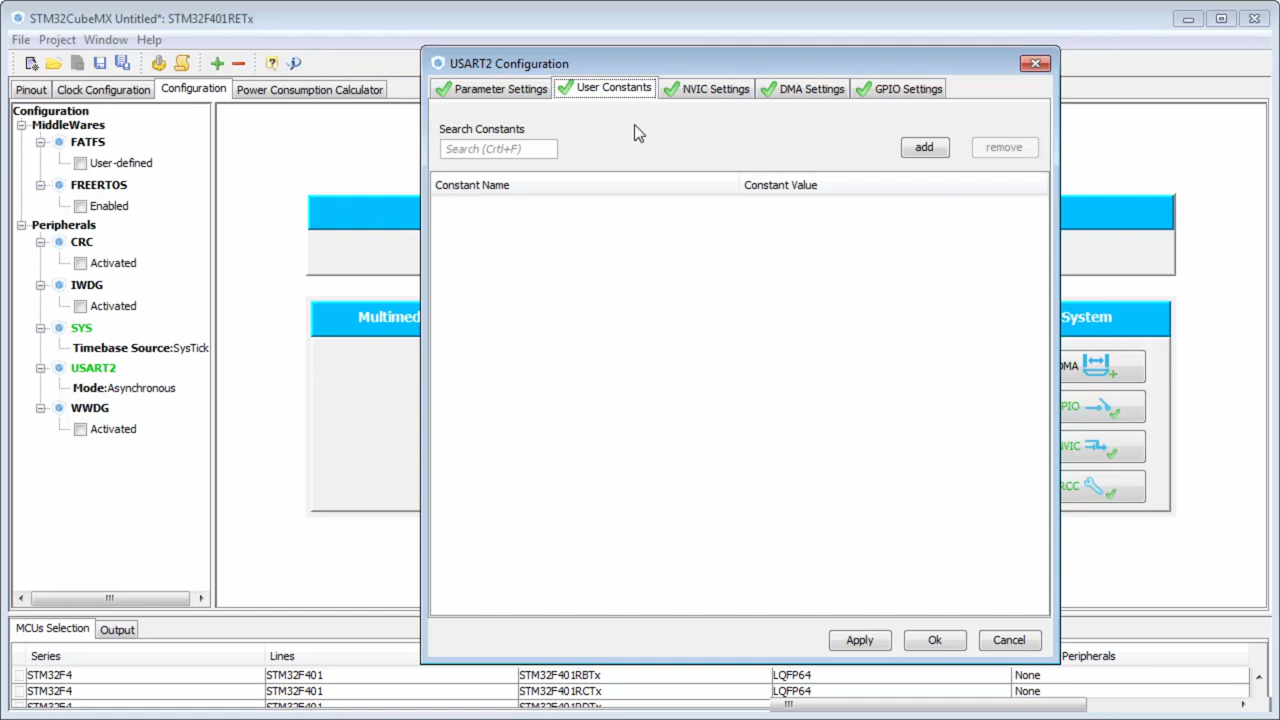 STM32CubeMX Untitled*: STM32F401RETx
File Project Window Help
Pinout Clock Configuration Configuration Power Consumption Calculator
Configuration
MiddleWares
FATFS
User-defined
FREERTOS
Enabled
Peripherals
CRC
Activated
IWDG
Activated
SYS
Timebase Source:SysTick
USART2
Mode:Asynchronous
WWDG
Activated
Multimed
System
DMA
PIO
NVIC
RCC
USART2 Configuration
Parameter Settings User Constants NVIC Settings DMA Settings GPIO Settings
Search Constants
Search (Crtl+F)
add remove
Constant Name Constant Value
Apply Ok Cancel
MCUs Selection Output
Series Lines Peripherals
STM32F4 STM32F401 STM32F401RBTx LQFP64 None
STM32F4 STM32F401 STM32F401RCTx LQFP64 None
STM32F4 STM32F401 STM32F401RDTx